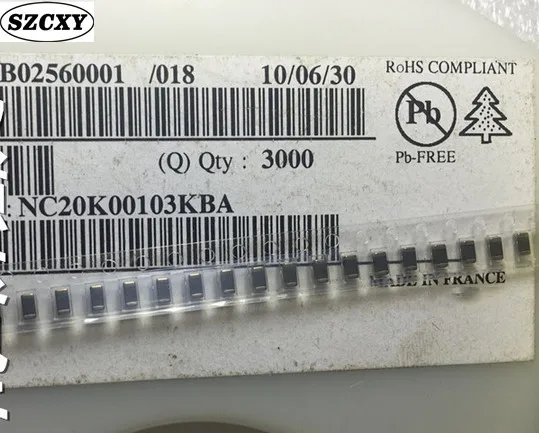 SZCXY
B02560001 /018 10/06/30
RoHS COMPLIANT
Pb
Pb-FREE
(Q) Qty : 3000
: NC20K00103KBA
MADE IN FRANCE